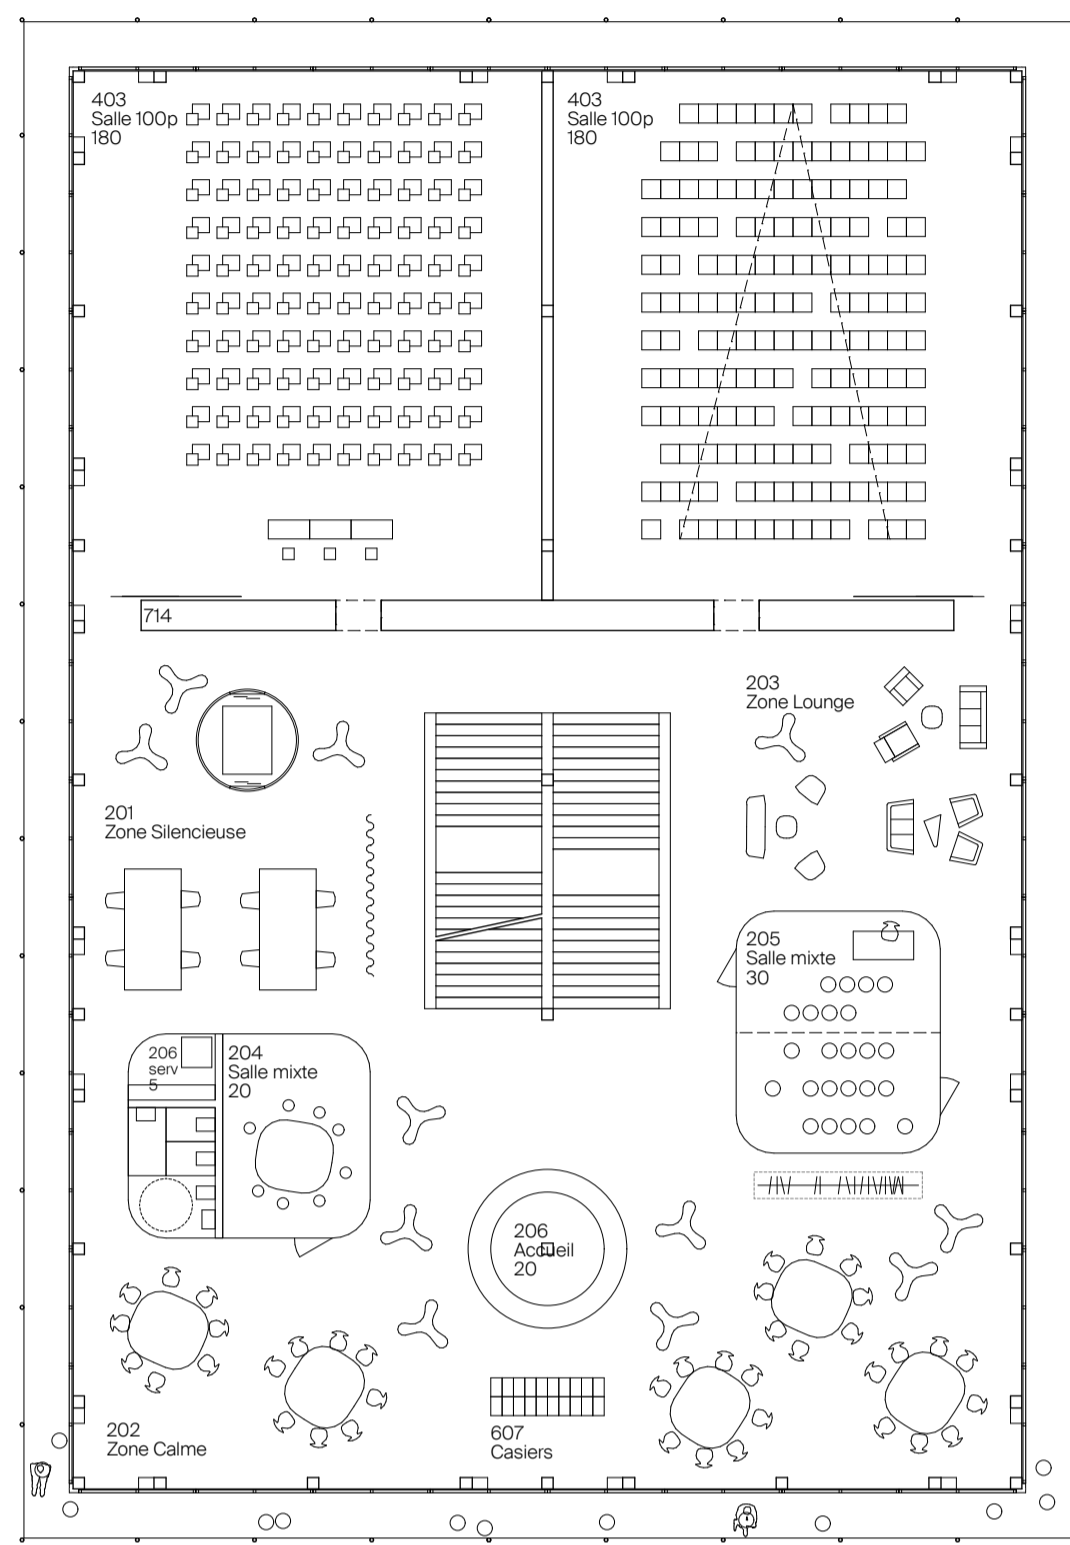 403
Salle 100p
180
403
Salle 100p
180
714
203
Zone Lounge
201
Zone Silencieuse
205
Salle mixte
30
206
serv
5
204
Salle mixte
20
206
Accueil
20
202
Zone Calme
607
Casiers